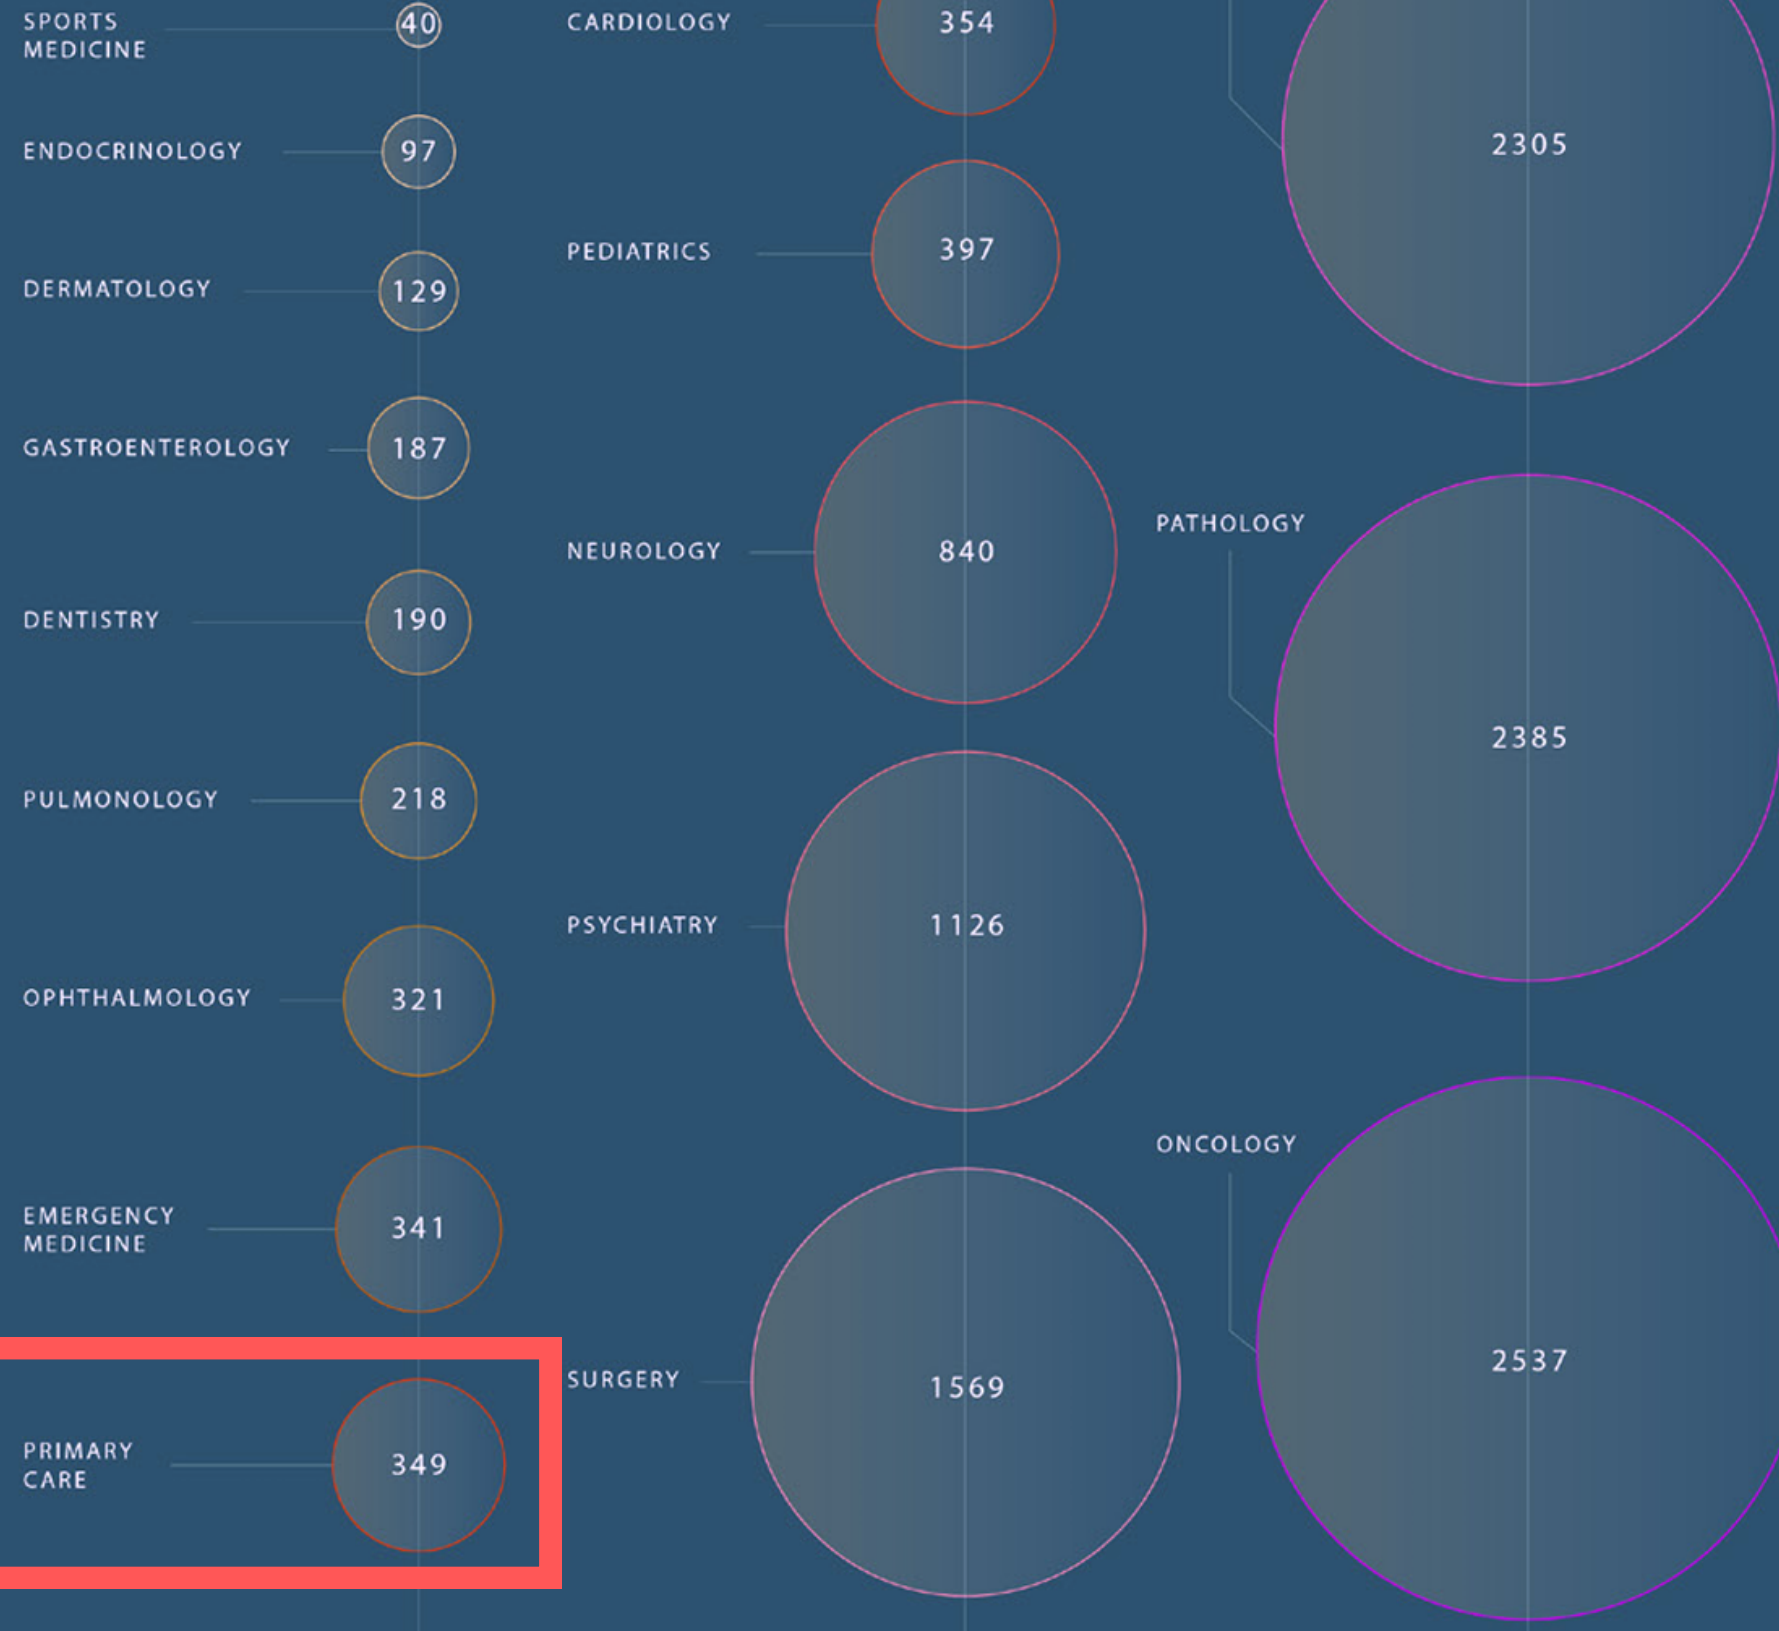 SPORTS
MEDICINE
40
ENDOCRINOLOGY
97
DERMATOLOGY
129
GASTROENTEROLOGY
187
DENTISTRY
190
PULMONOLOGY
218
OPHTHALMOLOGY
321
EMERGENCY
MEDICINE
341
PRIMARY
CARE
349
CARDIOLOGY
354
PEDIATRICS
397
NEUROLOGY
840
PSYCHIATRY
1126
SURGERY
1569
2305
PATHOLOGY
2385
ONCOLOGY
2537